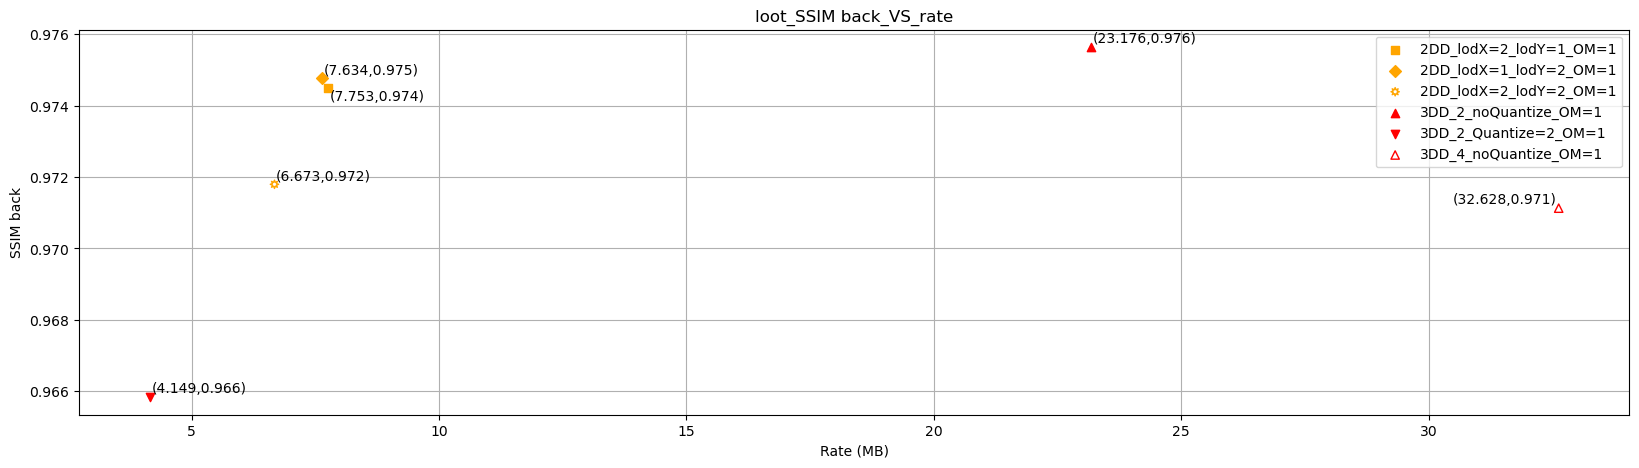 loot_SSIM back_VS_rate
SSIM back
0.976
0.974
0.972
0.970
0.968
0.966
(23.176,0.976)
(7.634,0.975)
(7.753,0.974)
(6.673,0.972)
(32.628,0.971)
(4.149,0.966)
2DD_lodX=2_lodY=1_OM=1
2DD_lodX=1_lodY=2_OM=1
2DD_lodX=2_lodY=2_OM=1
3DD_2_noQuantize_OM=1
3DD_2_Quantize=2_OM=1
3DD_4_noQuantize_OM=1
5
10
15
20
25
30
Rate (MB)